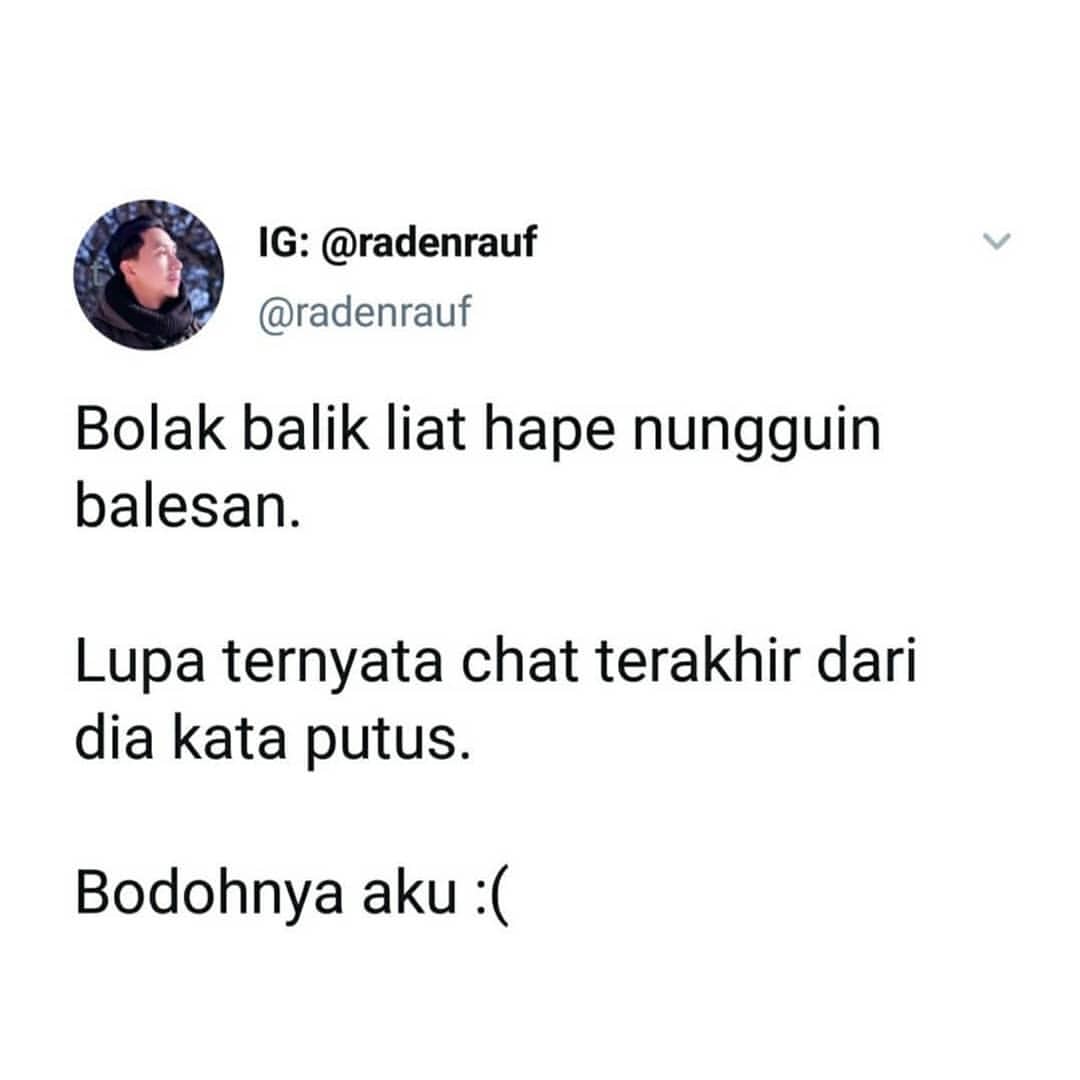 IG: @radenrauf
@radenrauf
Bolak balik liat hape nungguin
balesan.
Lupa ternyata chat terakhir dari
dia kata putus.
Bodohnya aku :(